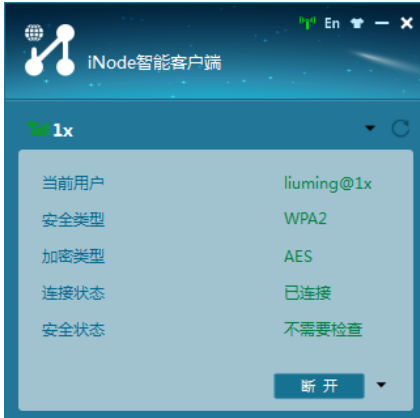 En
iNode智能客户端
1x
当前用户 liuming@1x
安全类型 WPA2
加密类型 AES
连接状态 已连接
安全状态 不需要检查
断 开